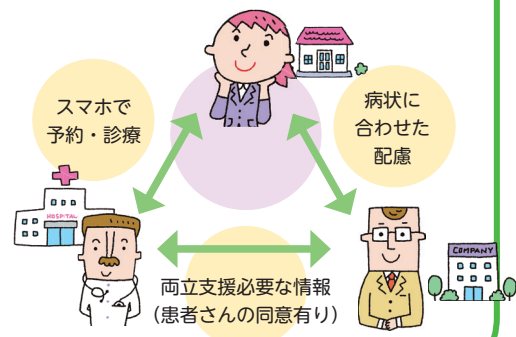 スマホで
予約・診療
病状に
合わせた
配慮
HOSPITAL
COMPANY
両立支援必要な情報
(患者さんの同意有り)